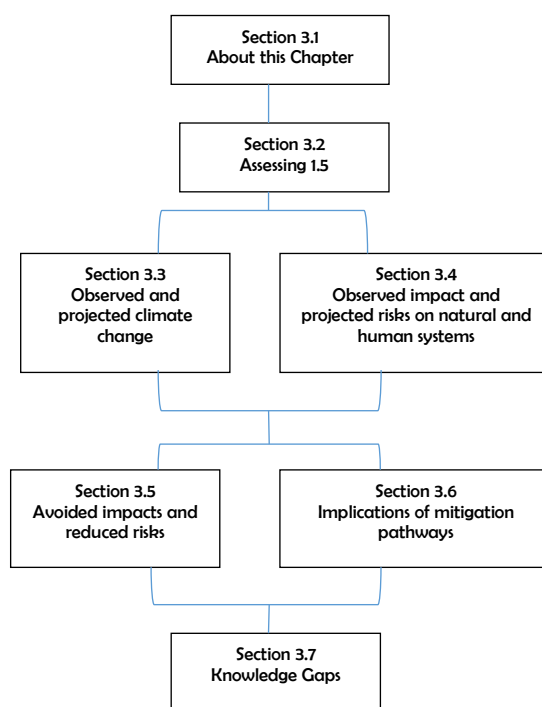 Section 3.1
About this Chapter
Section 3.2
Assessing 1.5
Section 3.3
Observed and
projected climate
change
Section 3.4
Observed impact and
projected risks on natural and
human systems
Section 3.5
Avoided impacts and
reduced risks
Section 3.6
Implications of mitigation
pathways
Section 3.7
Knowledge Gaps